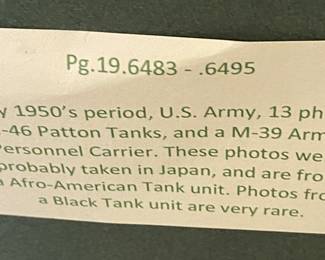 Pg.19.6483 - .6495
y 1950's period, U.S. Army, 13 ph
-46 Patton Tanks, and a M-39 Arm
ersonnel Carrier. These photos we
probably taken in Japan, and are fro
Afro-American Tank unit. Photos fro
a Black Tank unit are very rare.